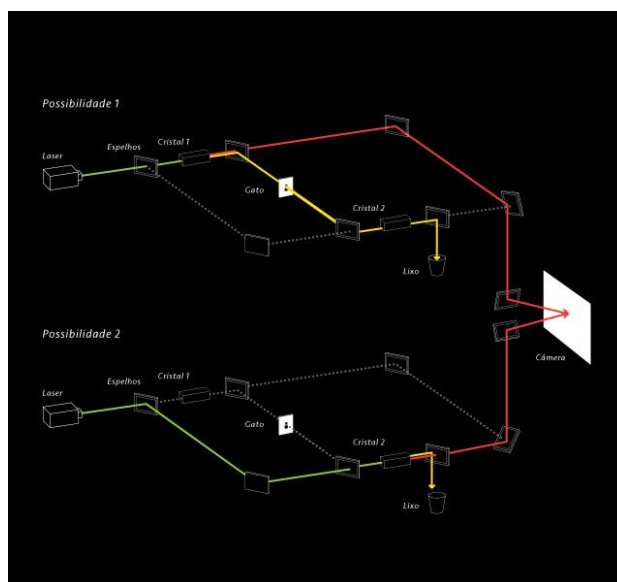 Possibilidade 1
Espelhos
Cristal 1
Laser
Gato
Cristal 2
Lixo
Câmera
Possibilidade 2
Espelhos
Cristal 1
Laser
Gato
Cristal 2
Lixo